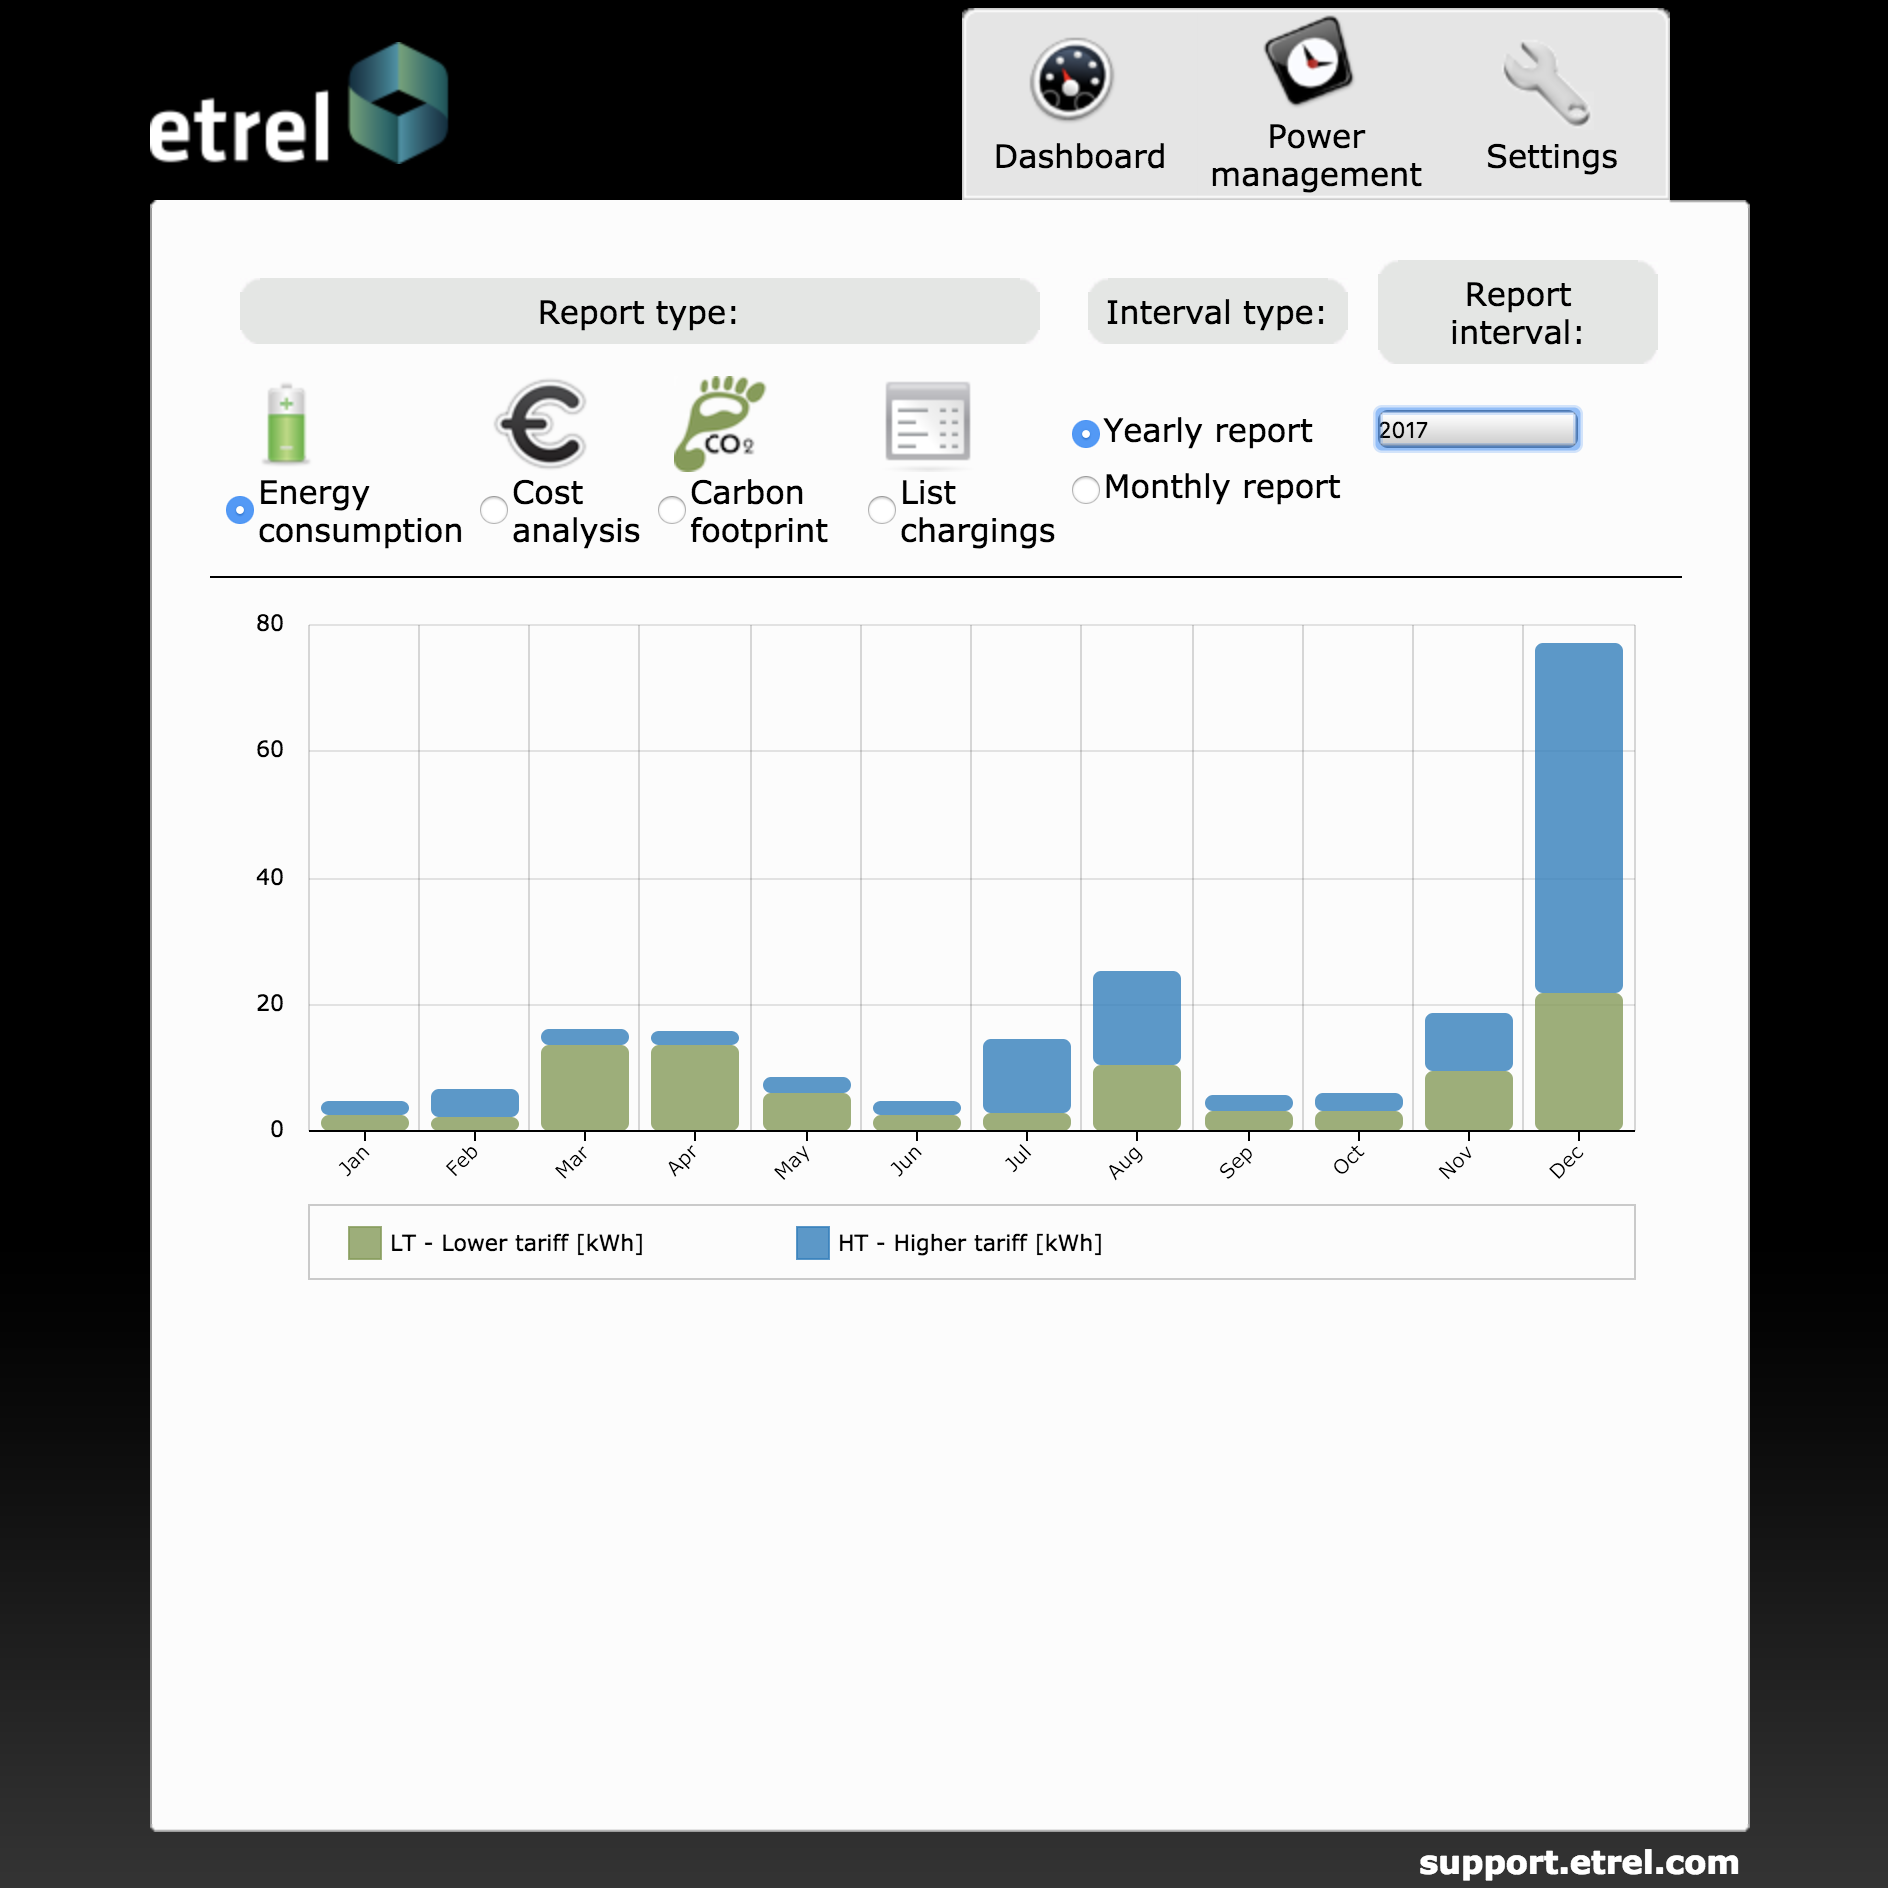 etrel
Dashboard
Power
management
Settings
Report type:
Interval type:
Report
interval:
CO2
Energy
consumption
Cost
analysis
Carbon
footprint
List
chargings
Yearly report
Monthly report
2017
80
60
40
20
0
Jan
Feb
Mar
Apr
May
Jun
Jul
Aug
Sep
Oct
Nov
Dec
LT - Lower tariff [kWh]
HT - Higher tariff [kWh]
support.etrel.com